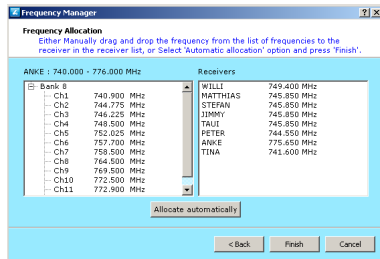 Frequency Manager
Frequency Allocation
Either Manually drag and drop the frequency from the list of frequencies to the
receiver in the receiver list, or Select 'Automatic allocation' option and press 'Finish'.
ANKE : 740.000 - 776.000 MHz
Receivers
Bank 8
Ch1 740.900 MHz
Ch2 744.775 MHz
Ch3 746.225 MHz
Ch4 748.500 MHz
Ch5 752.025 MHz
Ch6 757.700 MHz
Ch7 758.500 MHz
Ch8 764.500 MHz
Ch9 769.500 MHz
Ch10 772.500 MHz
Ch11 772.900 MHz
WILLI 749.400 MHz
MATTHIAS 745.850 MHz
STEFAN 745.850 MHz
JIMMY 745.850 MHz
TAUI 745.850 MHz
PETER 744.550 MHz
ANKE 775.650 MHz
TINA 741.600 MHz
Allocate automatically
< Back
Finish
Cancel